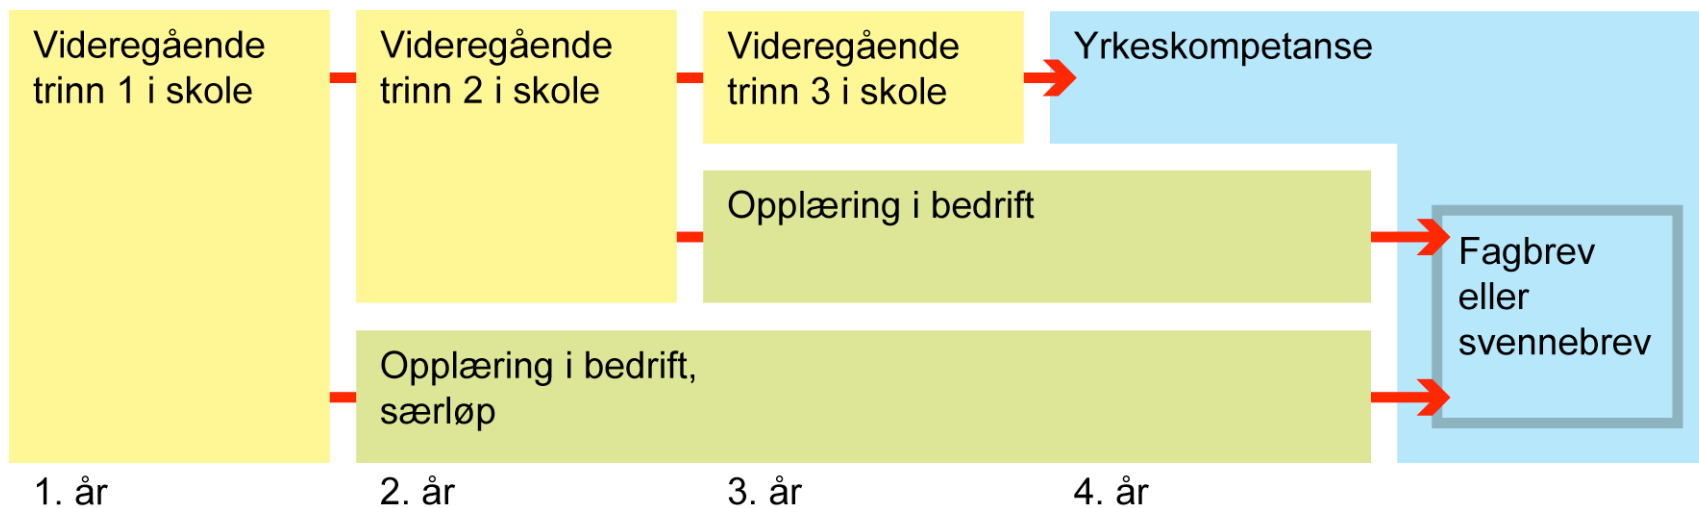 Videregående
trinn 1 i skole
Videregående
trinn 2 i skole
Videregående
trinn 3 i skole
Yrkeskompetanse
Opplæring i bedrift
Fagbrev
eller
svennebrev
Opplæring i bedrift,
særløp
1. år
2. år
3. år
4. år